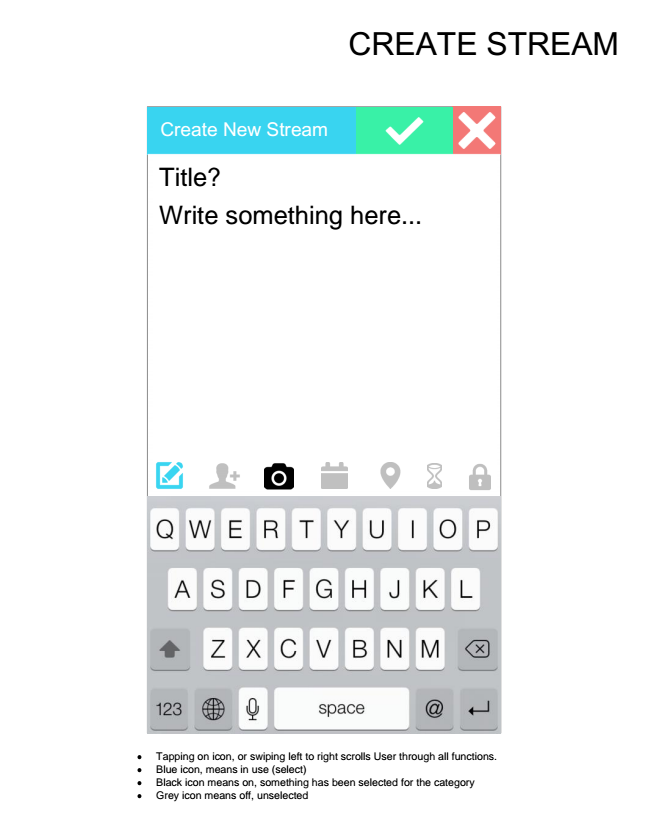 CREATE STREAM
Create New Stream
Title?
Write something here...
Q W E R T Y U I O P
A S D F G H J K L
Z X C V B N M
123 space @
• Tapping on icon, or swiping left to right scrolls User through all functions.
• Blue icon, means in use (select)
• Black icon means on, something has been selected for the category
• Grey icon means off, unselected